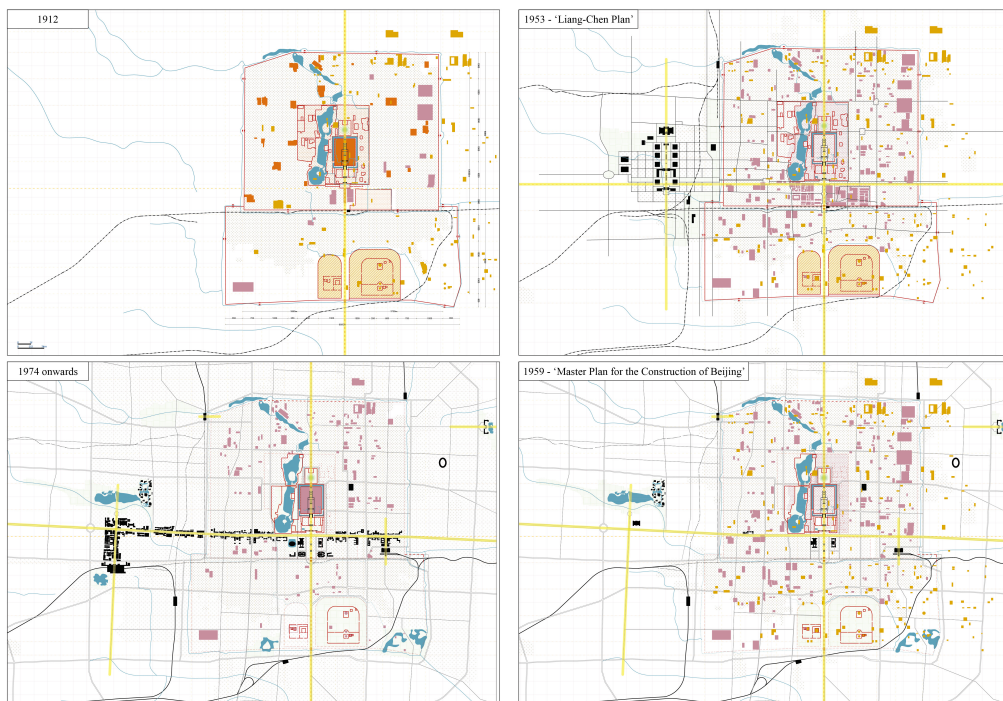 1912
1953 - ‘Liang-Chen Plan’
1974 onwards
1959 - ‘Master Plan for the Construction of Beijing’